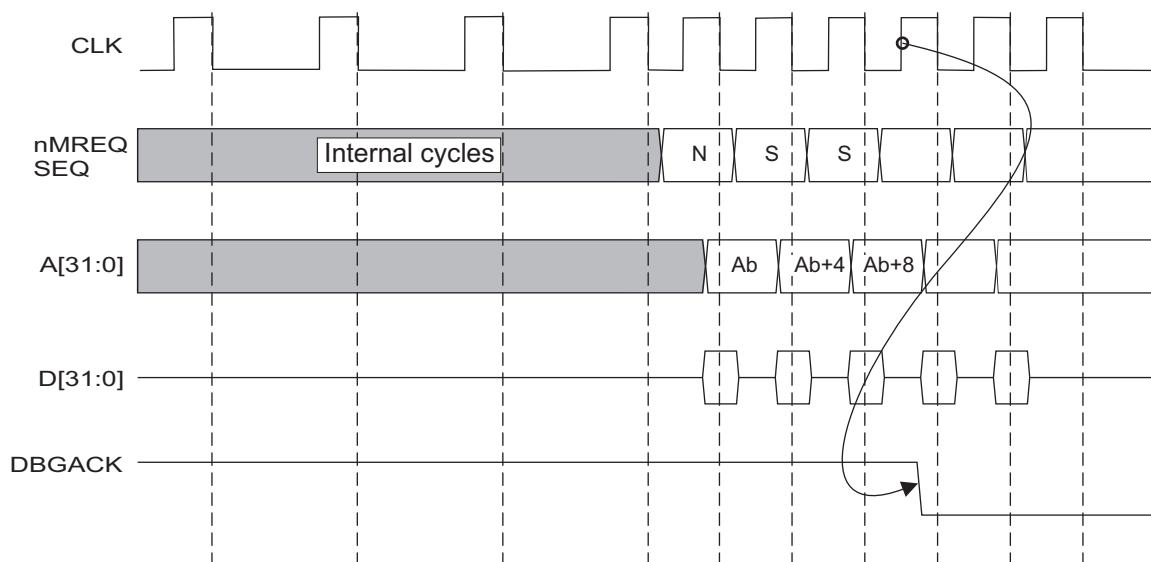 CLK
nMREQ
SEQ
Internal cycles
N
S
S
A[31:0]
Ab
Ab+4
Ab+8
D[31:0]
DBGACK